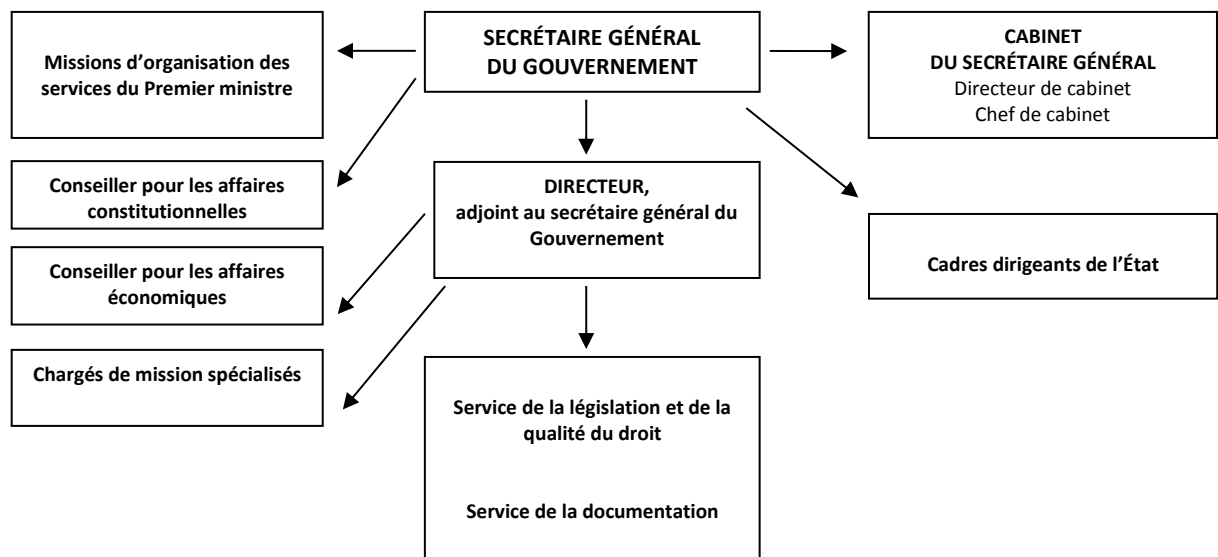 Missions d’organisation des
services du Premier ministre
SECRÉTAIRE GÉNÉRAL
DU GOUVERNEMENT
CABINET
DU SECRÉTAIRE GÉNÉRAL
Directeur de cabinet
Chef de cabinet
Conseiller pour les affaires
constitutionnelles
DIRECTEUR,
adjoint au secrétaire général du
Gouvernement
Cadres dirigeants de l’État
Conseiller pour les affaires
économiques
Chargés de mission spécialisés
Service de la législation et de la
qualité du droit
Service de la documentation